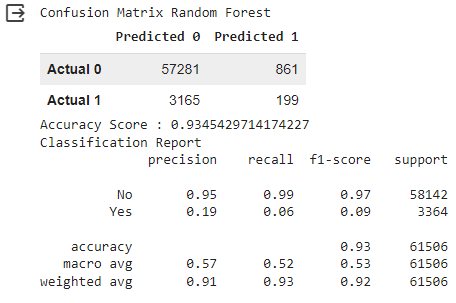 Confusion Matrix Random Forest
Predicted 0 Predicted 1
Actual 0 57281 861
Actual 1 3165 199
Accuracy Score : 0.9345429714174227
Classification Report
precision recall f1-score support
No 0.95 0.99 0.97 58142
Yes 0.19 0.06 0.09 3364
accuracy 0.93 61506
macro avg 0.57 0.52 0.53 61506
weighted avg 0.91 0.93 0.92 61506